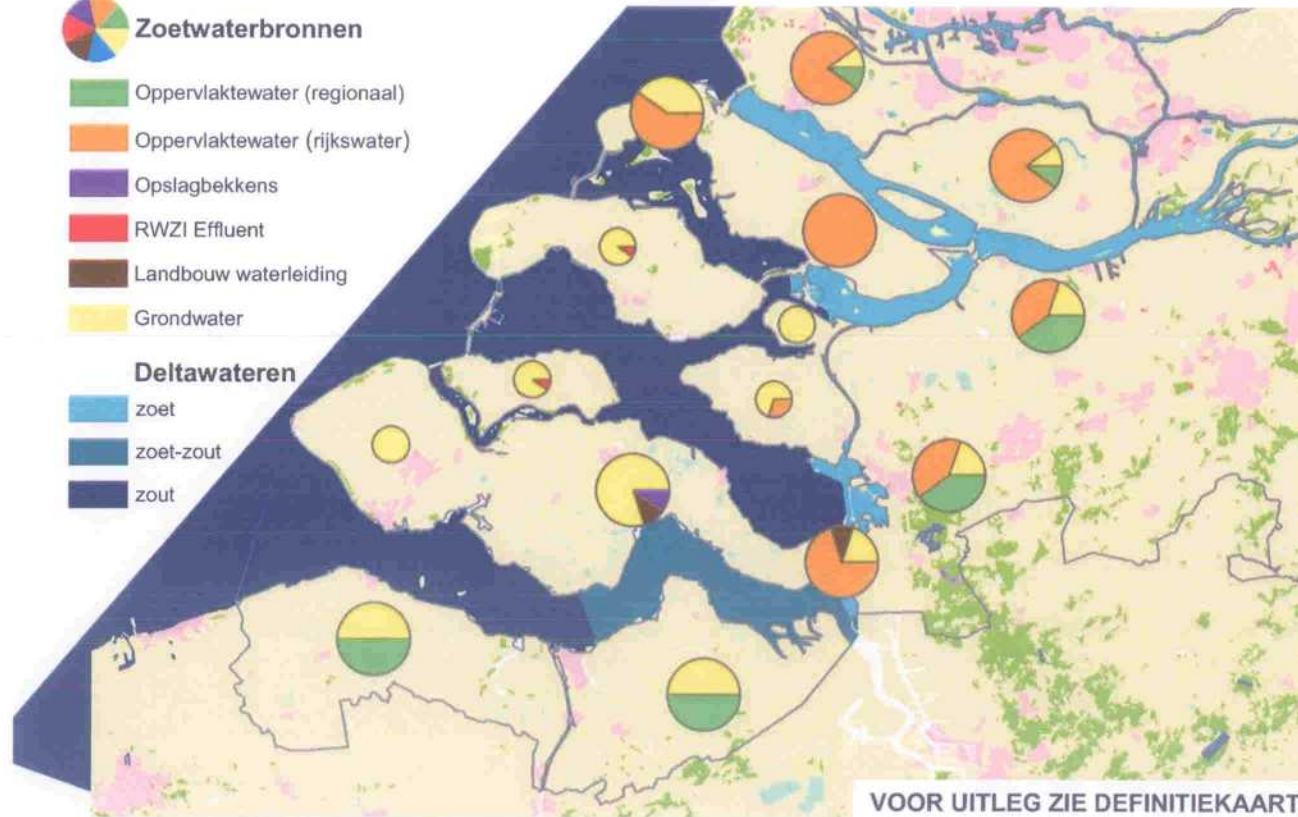 Zoetwaterbronnen
Oppervlaktewater (regionaal)
Oppervlaktewater (rijkswater)
Opslagbekkens
RWZI Effluent
Landbouw waterleiding
Grondwater
Deltawateren
zoet
zoet-zout
zout
VOOR UITLEG ZIE DEFINITIEKAART